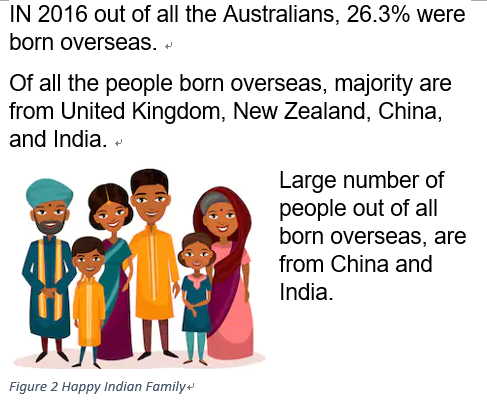 IN 2016 out of all the Australians, 26.3% were
born overseas.
Of all the people born overseas, majority are
from United Kingdom, New Zealand, China,
and India.
Large number of
people out of all
born overseas, are
from China and
India.
Figure 2 Happy Indian Family